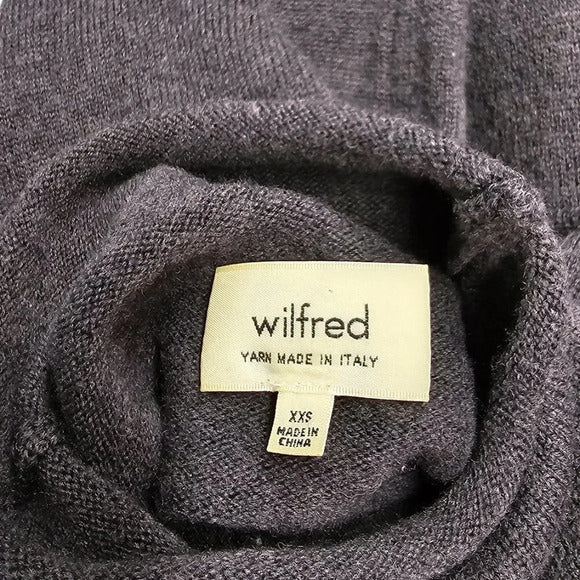 wilfred
YARN MADE IN ITALY
XXS
MADE IN
CHINA